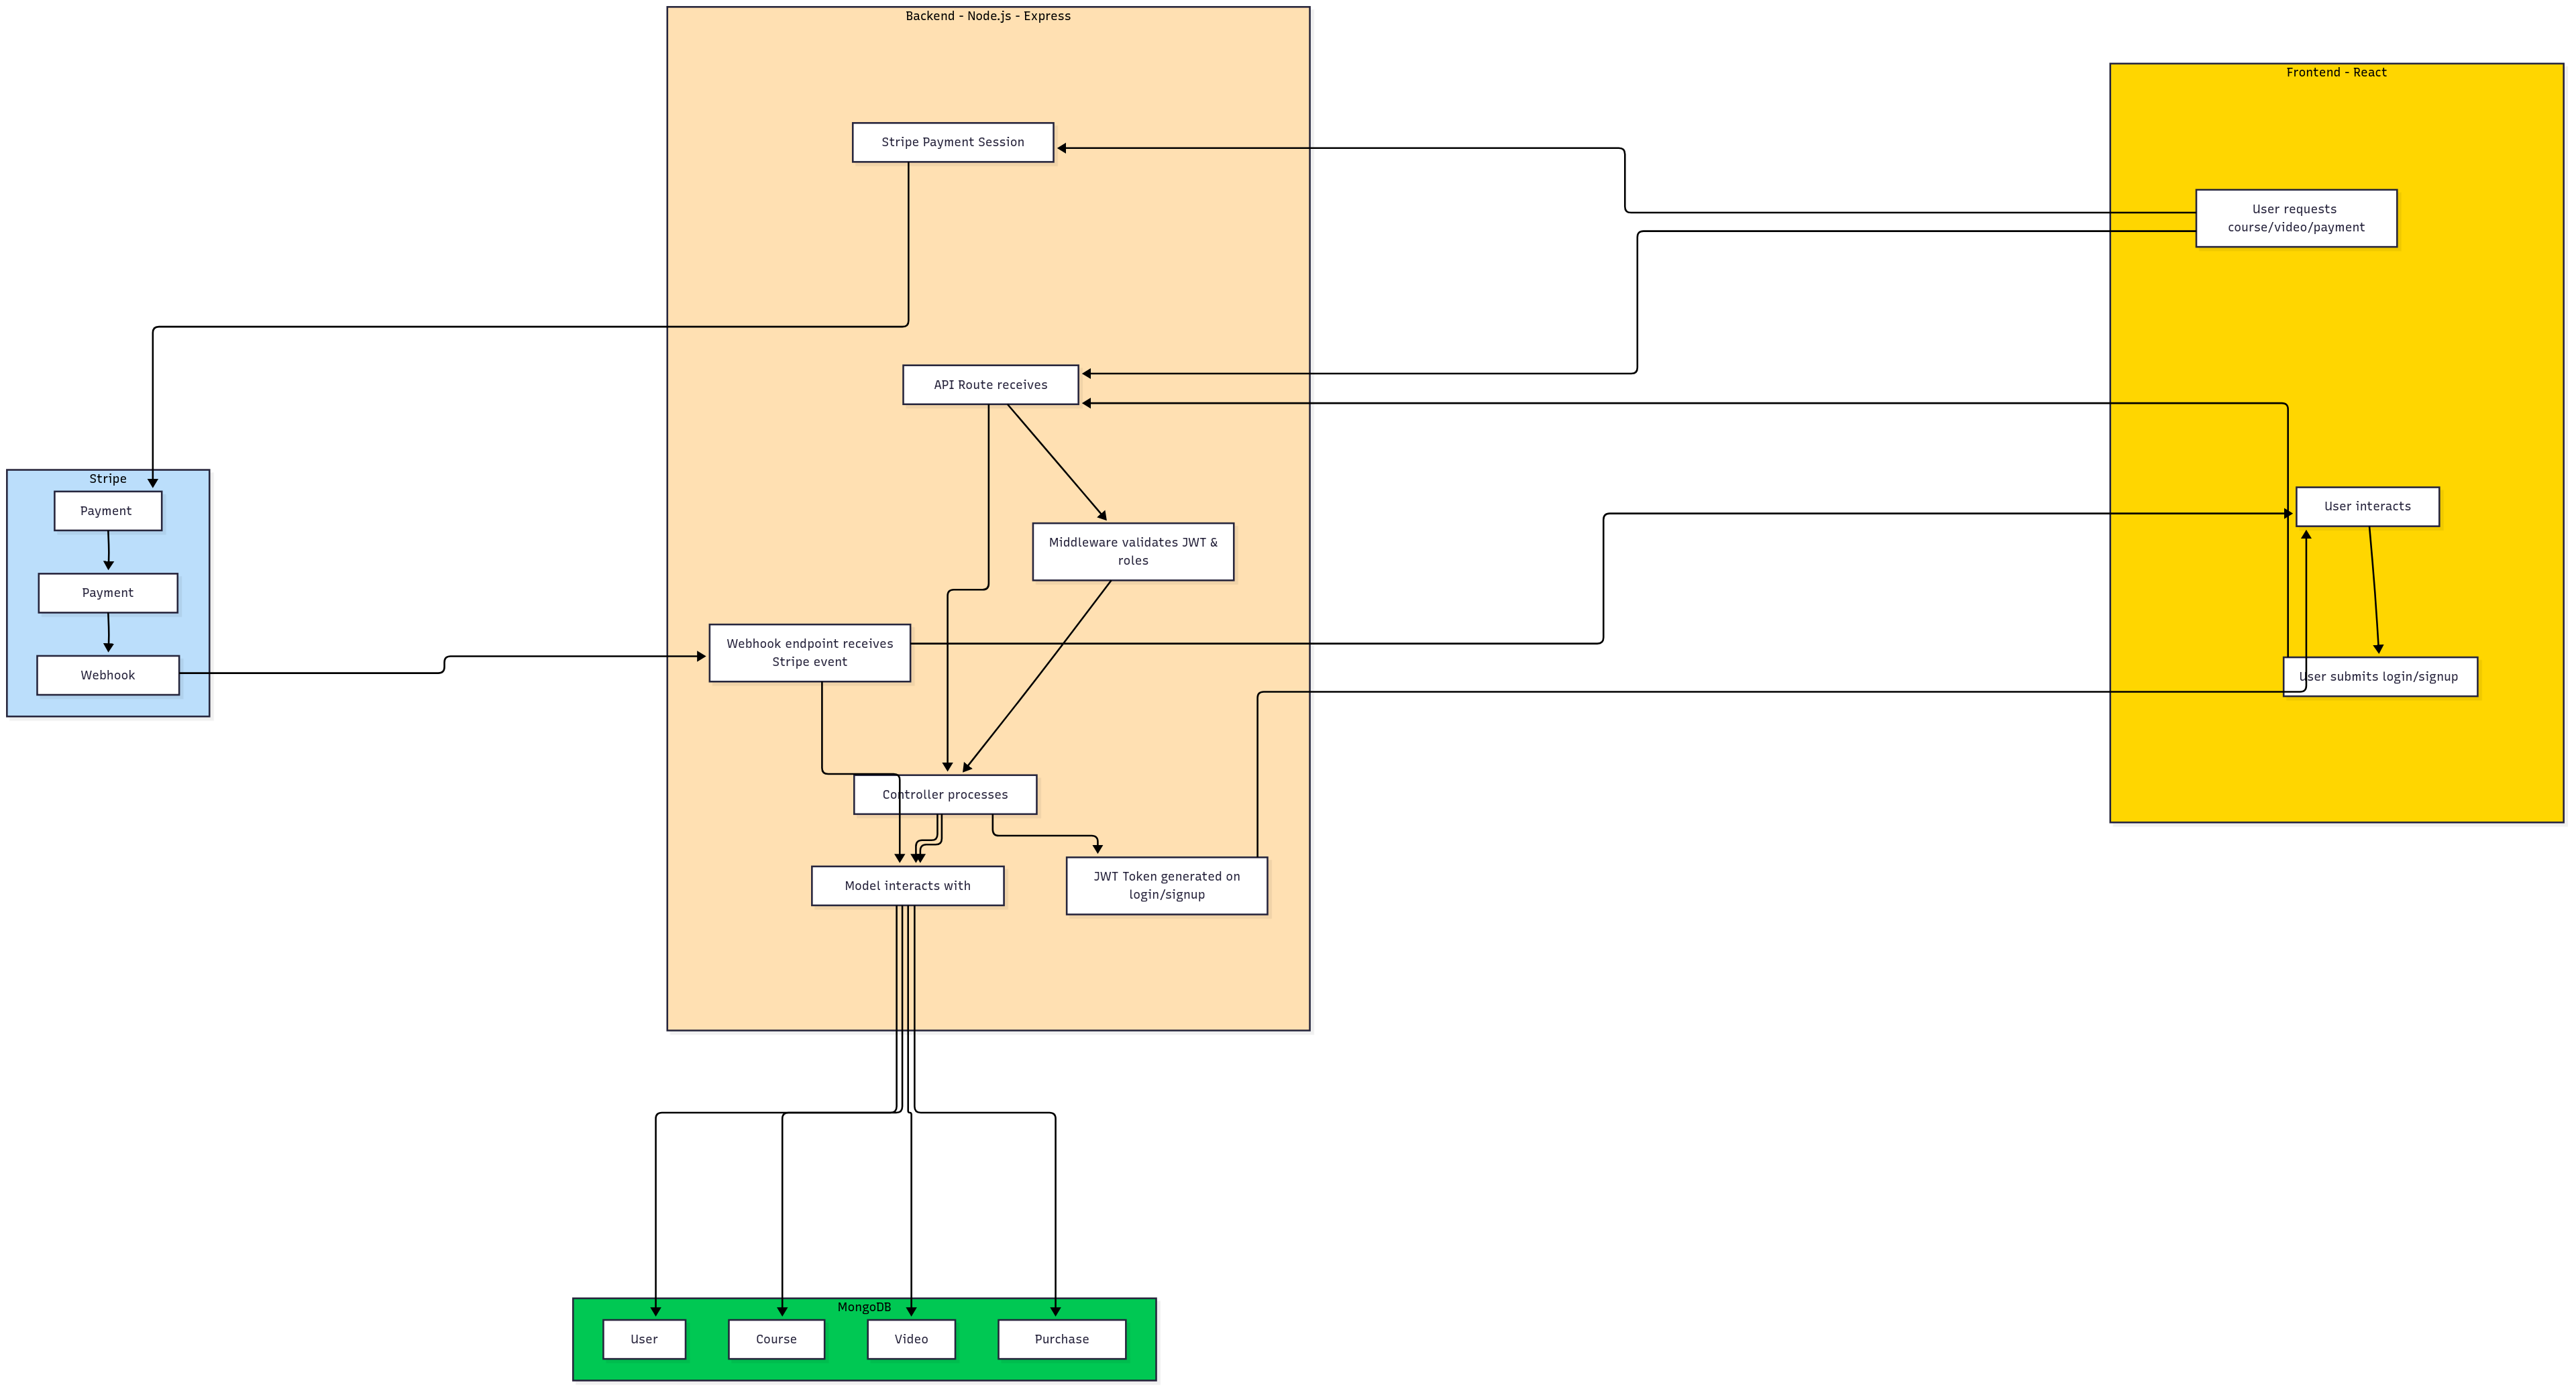 Backend - Node.js - Express
Stripe Payment Session
API Route receives
Middleware validates JWT &
roles
Webhook endpoint receives
Stripe event
Controller processes
Model interacts with
JWT Token generated on
login/signup
Frontend - React
User requests
course/video/payment
User interacts
User submits login/signup
Stripe
Payment
Payment
Webhook
MongoDB
User
Course
Video
Purchase